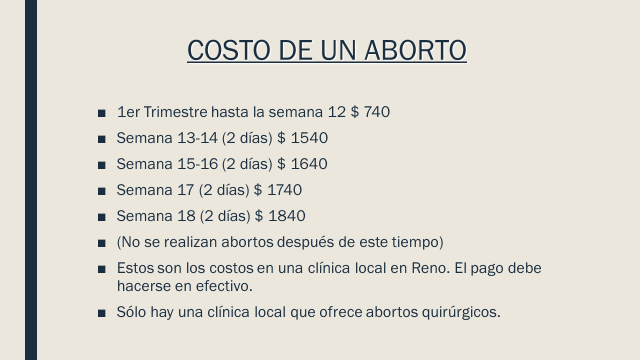 COSTO DE UN ABORTO
■ 1er Trimestre hasta la semana 12 $ 740
■ Semana 13-14 (2 días) $ 1540
■ Semana 15-16 (2 días) $ 1640
■ Semana 17 (2 días) $ 1740
■ Semana 18 (2 días) $ 1840
■ (No se realizan abortos después de este tiempo)
■ Estos son los costos en una clínica local en Reno. El pago debe
hacerse en efectivo.
■ Sólo hay una clínica local que ofrece abortos quirúrgicos.